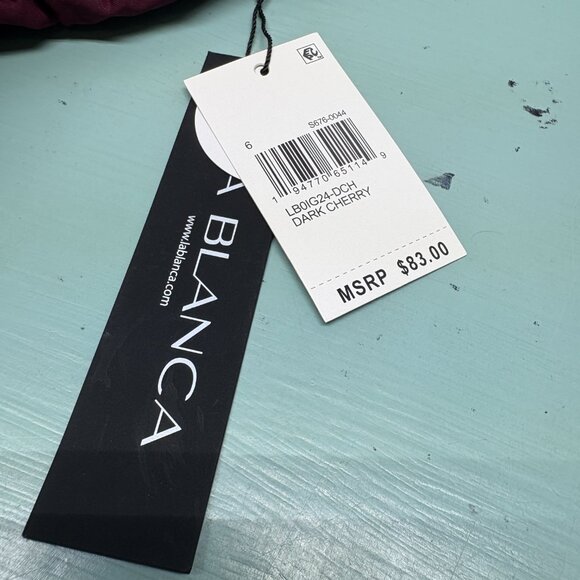 6
S676-0044
1 94770 65114 9
LB0IG24-DCH
DARK CHERRY
MSRP $83.00
A BLANCA
www.lablanca.com